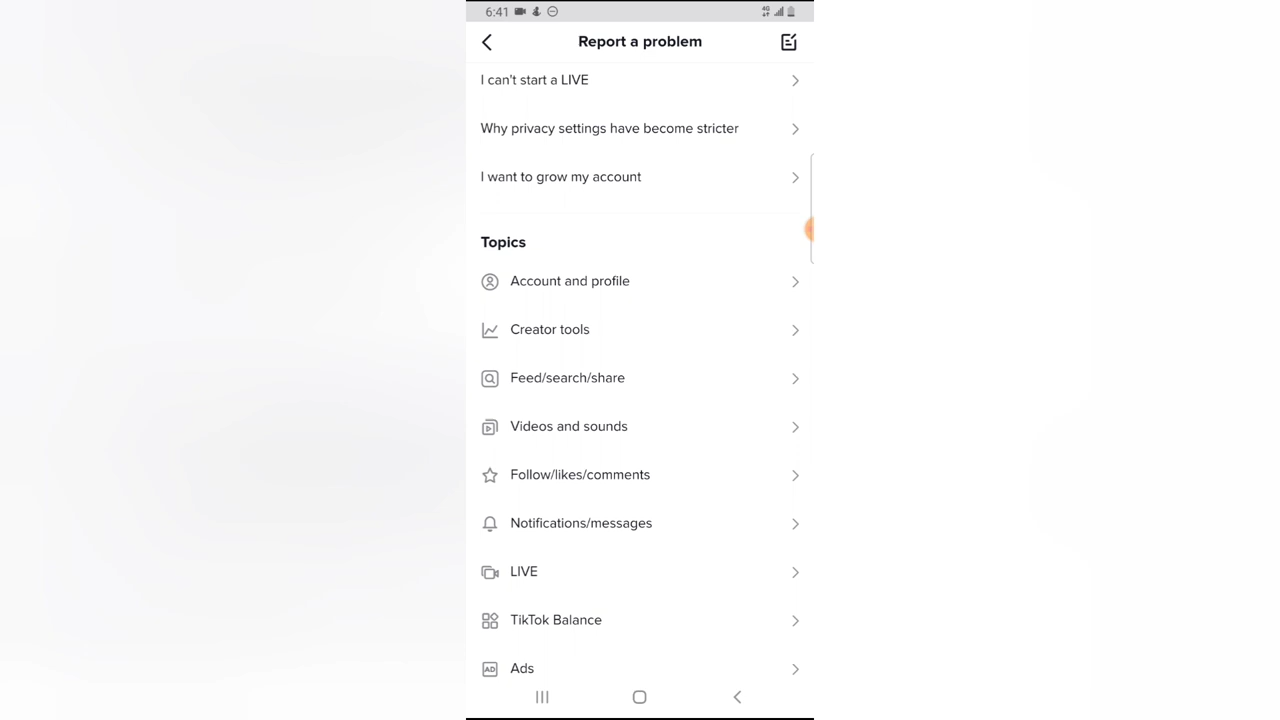 6:41 4G
Report a problem
I can't start a LIVE
Why privacy settings have become stricter
I want to grow my account
Topics
Account and profile
Creator tools
Feed/search/share
Videos and sounds
Follow/likes/comments
Notifications/messages
LIVE
TikTok Balance
AD Ads